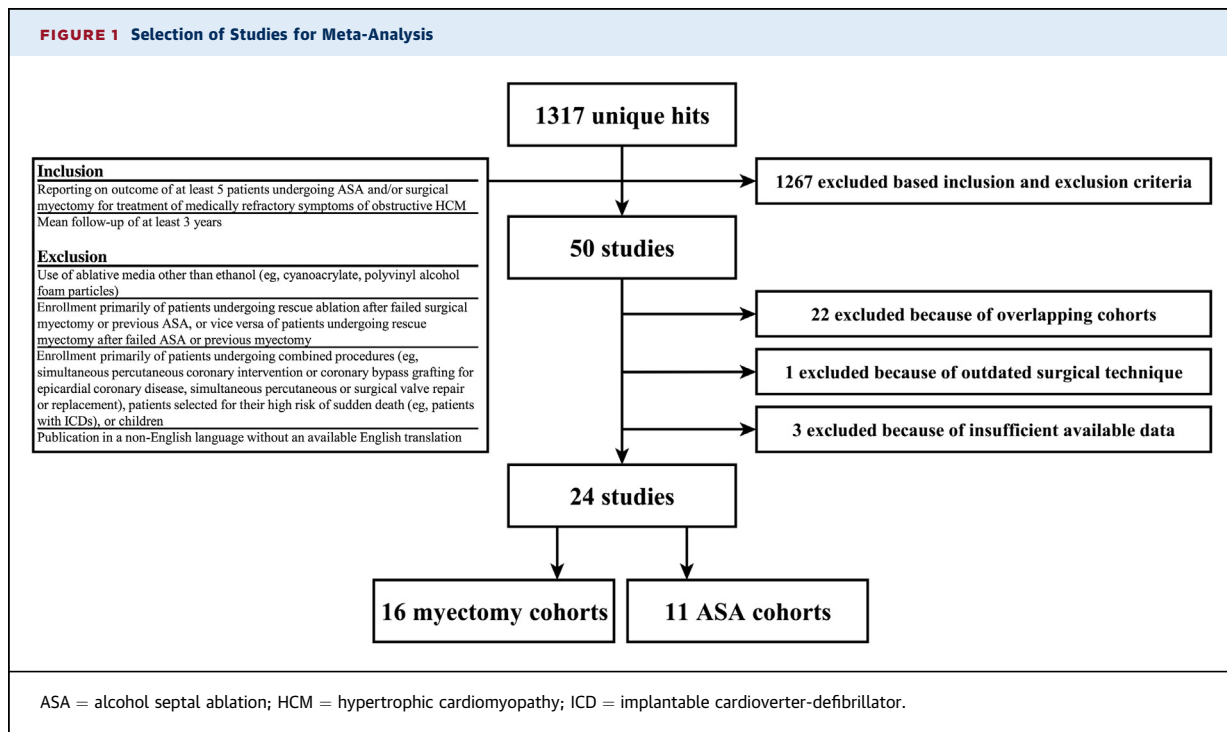 FIGURE 1 Selection of Studies for Meta-Analysis
1317 unique hits
Inclusion
Reporting on outcome of at least 5 patients undergoing ASA and/or surgical
myectomy for treatment of medically refractory symptoms of obstructive HCM
Mean follow-up of at least 3 years
Exclusion
Use of ablative media other than ethanol (eg, cyanoacrylate, polyvinyl alcohol
foam particles)
Enrollment primarily of patients undergoing rescue ablation after failed surgical
myectomy or previous ASA, or vice versa of patients undergoing rescue
myectomy after failed ASA or previous myectomy
Enrollment primarily of patients undergoing combined procedures (eg,
simultaneous percutaneous coronary intervention or coronary bypass grafting for
epicardial coronary disease, simultaneous percutaneous or surgical valve repair
or replacement), patients selected for their high risk of sudden death (eg, patients
with ICDs), or children
Publication in a non-English language without an available English translation
1267 excluded based inclusion and exclusion criteria
50 studies
22 excluded because of overlapping cohorts
1 excluded because of outdated surgical technique
3 excluded because of insufficient available data
24 studies
16 myectomy cohorts
11 ASA cohorts
ASA = alcohol septal ablation; HCM = hypertrophic cardiomyopathy; ICD = implantable cardioverter-defibrillator.